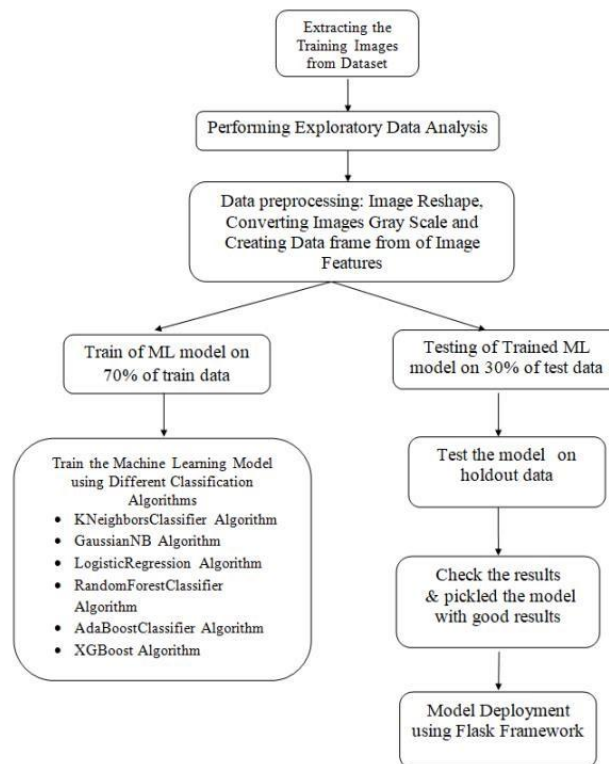 Extracting the
Training Images
from Dataset
Performing Exploratory Data Analysis
Data preprocessing: Image Reshape,
Converting Images Gray Scale and
Creating Data frame from of Image
Features
Train of ML model on
70% of train data
Train the Machine Learning Model
using Different Classification
Algorithms
• KNeighborsClassifier Algorithm
• GaussianNB Algorithm
• LogisticRegression Algorithm
• RandomForestClassifier
Algorithm
• AdaBoostClassifier Algorithm
• XGBoost Algorithm
Testing of Trained ML
model on 30% of test data
Test the model on
holdout data
Check the results
& pickled the model
with good results
Model Deployment
using Flask Framework